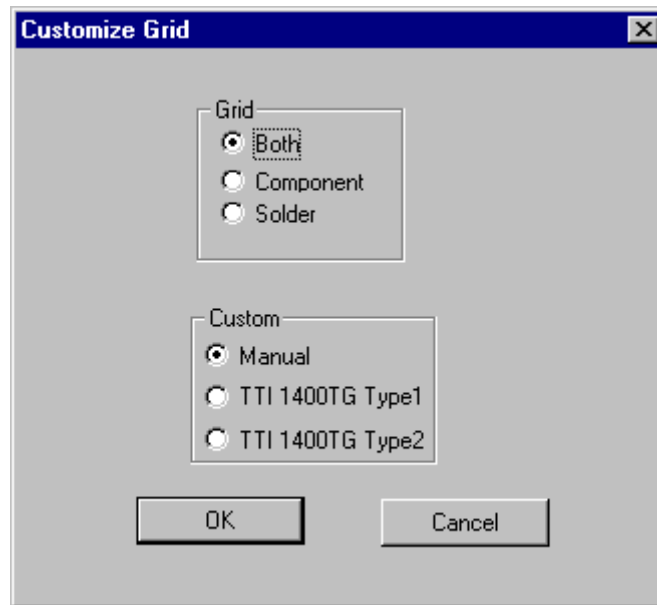 Customize Grid
Grid
Both
Component
Solder
Custom
Manual
TTI 1400TG Type1
TTI 1400TG Type2
OK
Cancel